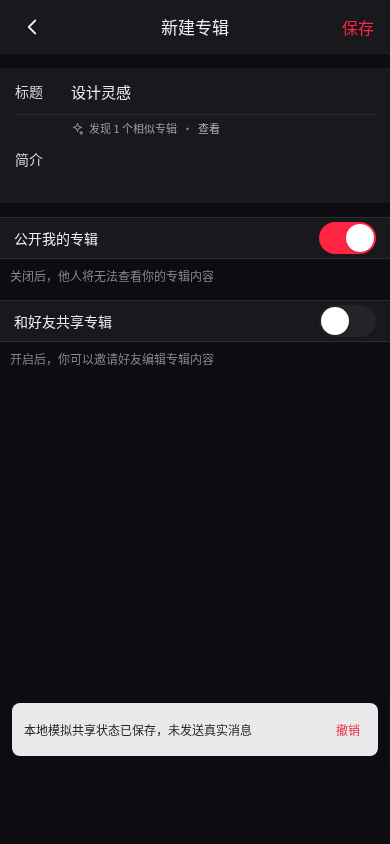 新建专辑
保存
标题 设计灵感
发现 1 个相似专辑 · 查看
简介
公开我的专辑
关闭后，他人将无法查看你的专辑内容
和好友共享专辑
开启后，你可以邀请好友编辑专辑内容
本地模拟共享状态已保存，未发送真实消息 撤销